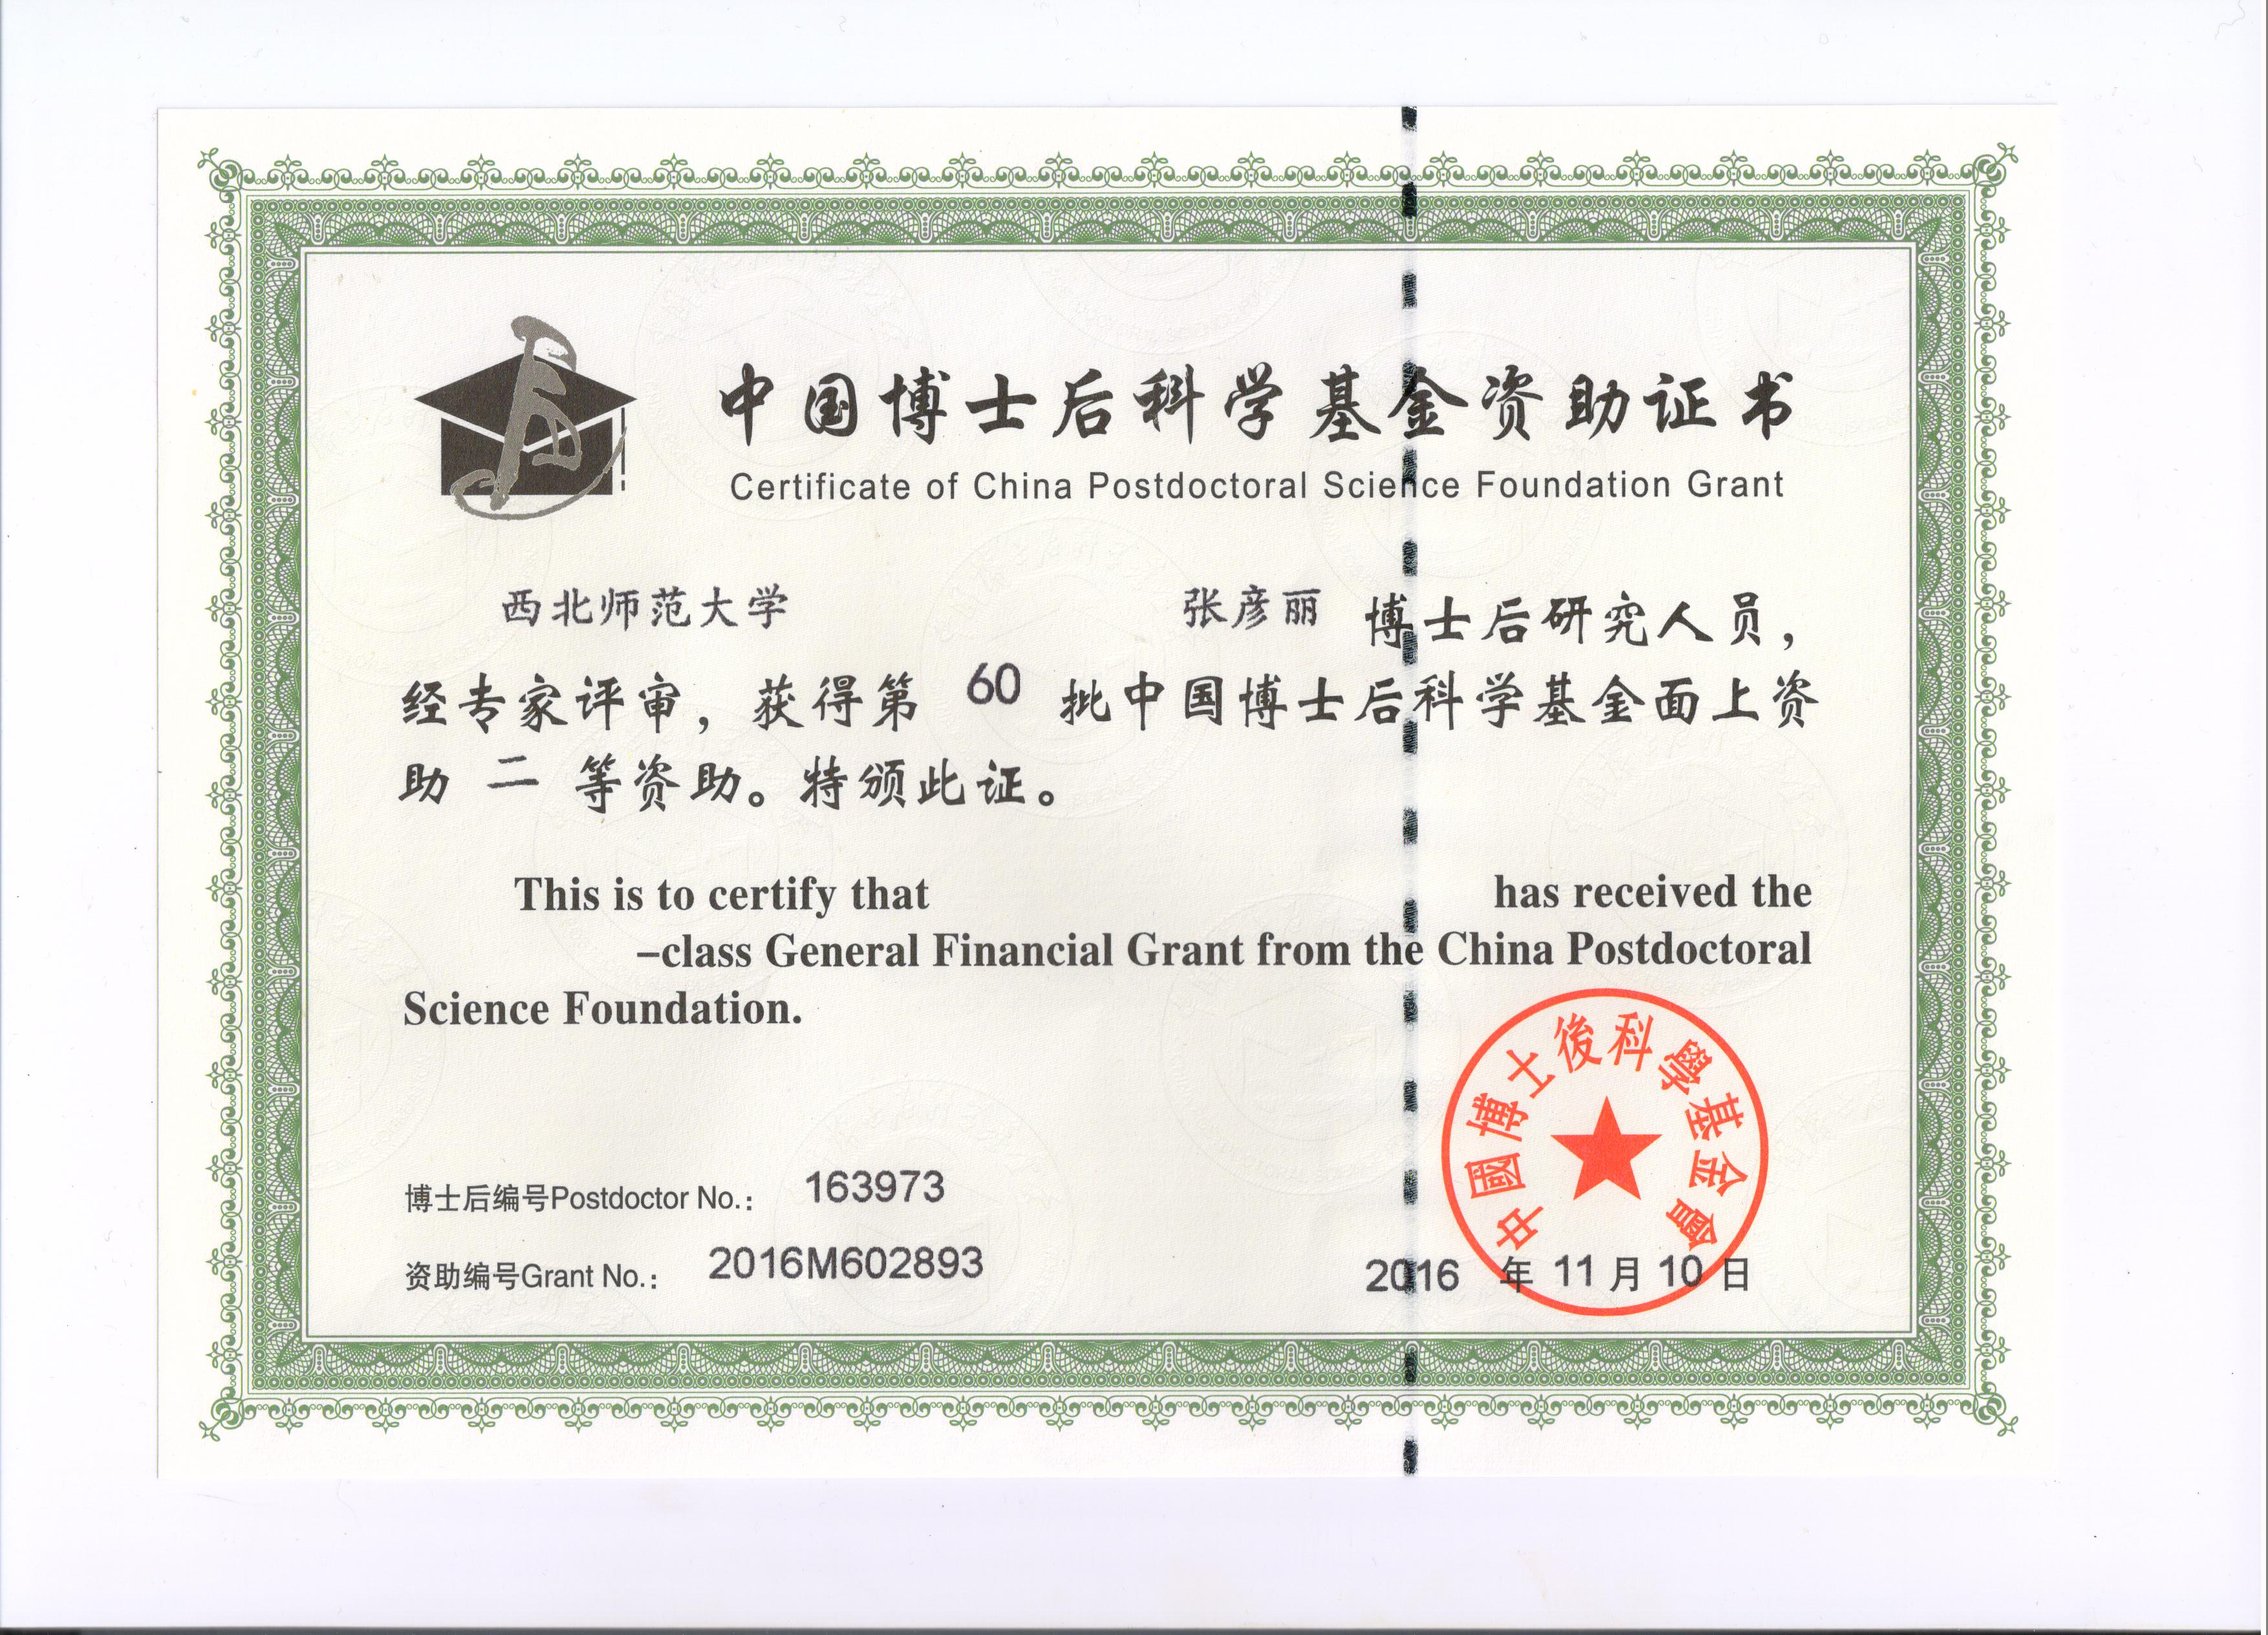 中国博士后科学基金资助证书
Certificate of China Postdoctoral Science Foundation Grant
西北师范大学 张彦丽 博士后研究人员，
经专家评审，获得第 60 批中国博士后科学基金面上资
助 二 等资助。特颁此证。
This is to certify that has received the
–class General Financial Grant from the China Postdoctoral
Science Foundation.
中國博士後科學基金會
博士后编号Postdoctor No.： 163973
资助编号Grant No.： 2016M602893
2016 年 11 月 10 日